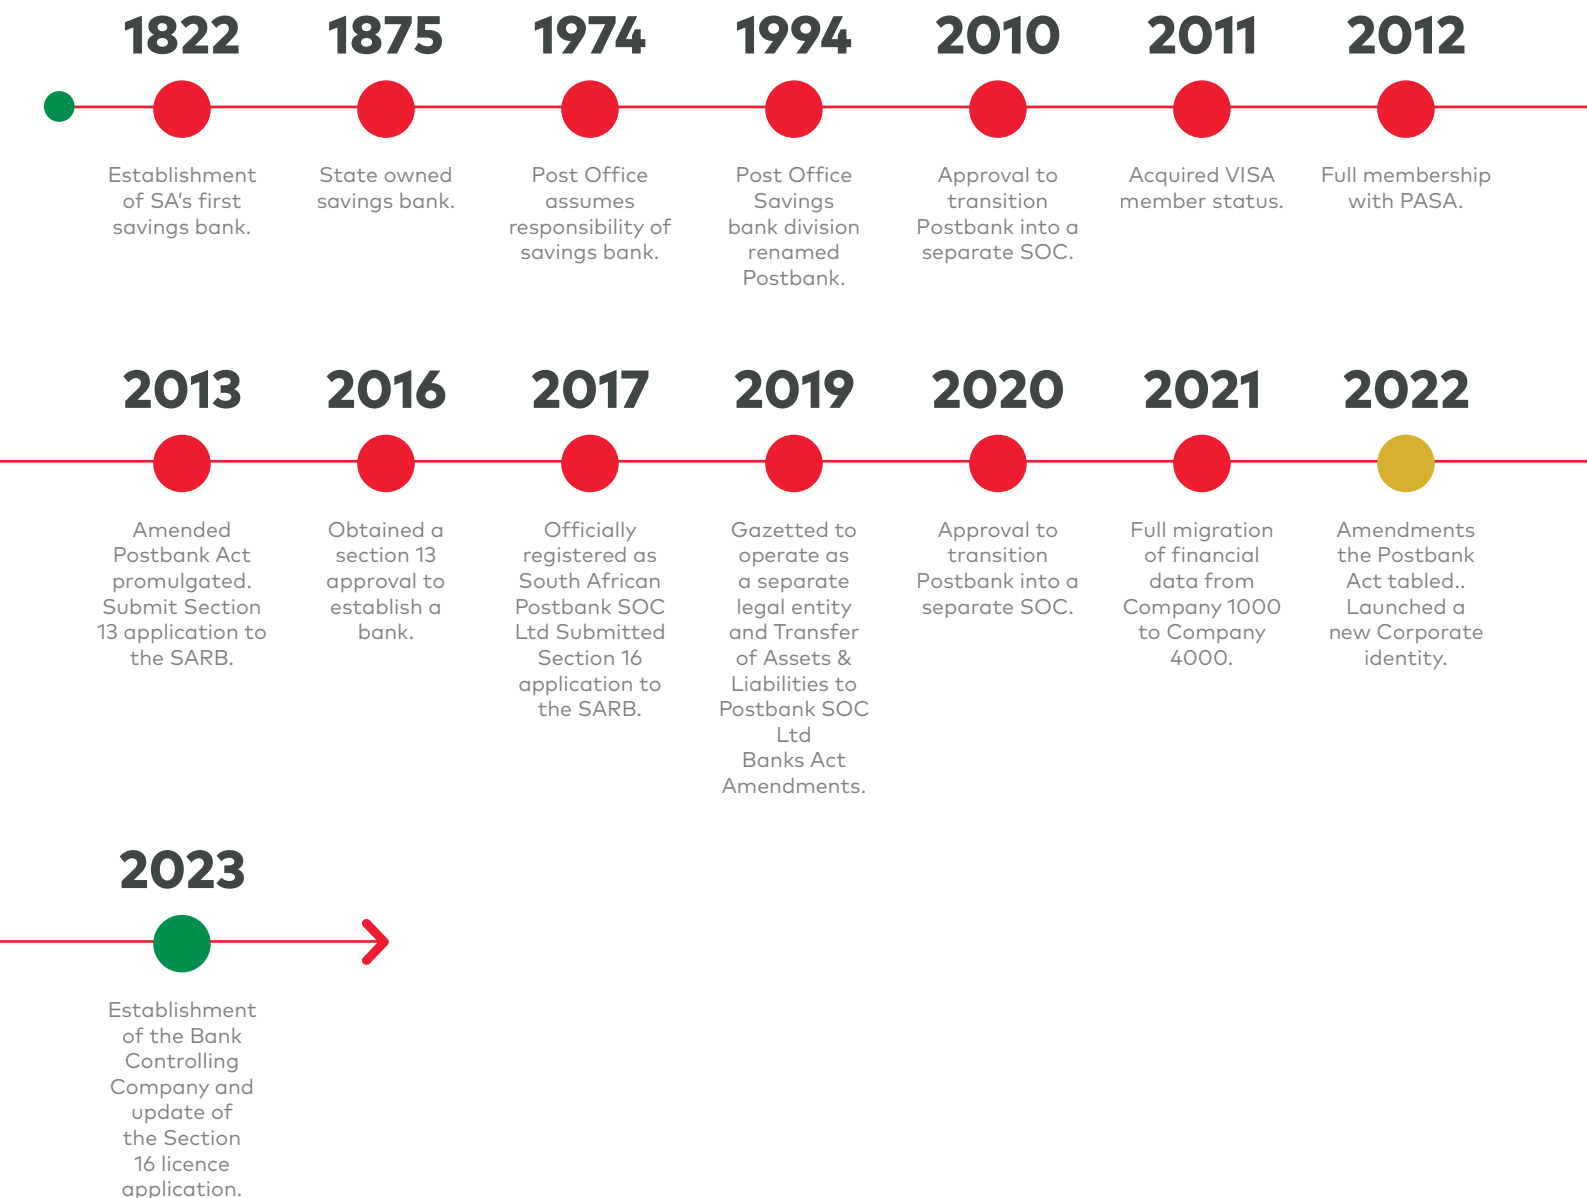 1822
Establishment
of SA's first
savings bank.
1875
State owned
savings bank.
1974
Post Office
assumes
responsibility of
savings bank.
1994
Post Office
Savings
bank division
renamed
Postbank.
2010
Approval to
transition
Postbank into a
separate SOC.
2011
Acquired VISA
member status.
2012
Full membership
with PASA.
2013
Amended
Postbank Act
promulgated.
Submit Section
13 application to
the SARB.
2016
Obtained a
section 13
approval to
establish a
bank.
2017
Officially
registered as
South African
Postbank SOC
Ltd Submitted
Section 16
application to
the SARB.
2019
Gazetted to
operate as
a separate
legal entity
and Transfer
of Assets &
Liabilities to
Postbank SOC
Ltd
Banks Act
Amendments.
2020
Approval to
transition
Postbank into a
separate SOC.
2021
Full migration
of financial
data from
Company 1000
to Company
4000.
2022
Amendments
the Postbank
Act tabled..
Launched a
new Corporate
identity.
2023
Establishment
of the Bank
Controlling
Company and
update of
the Section
16 licence
application.